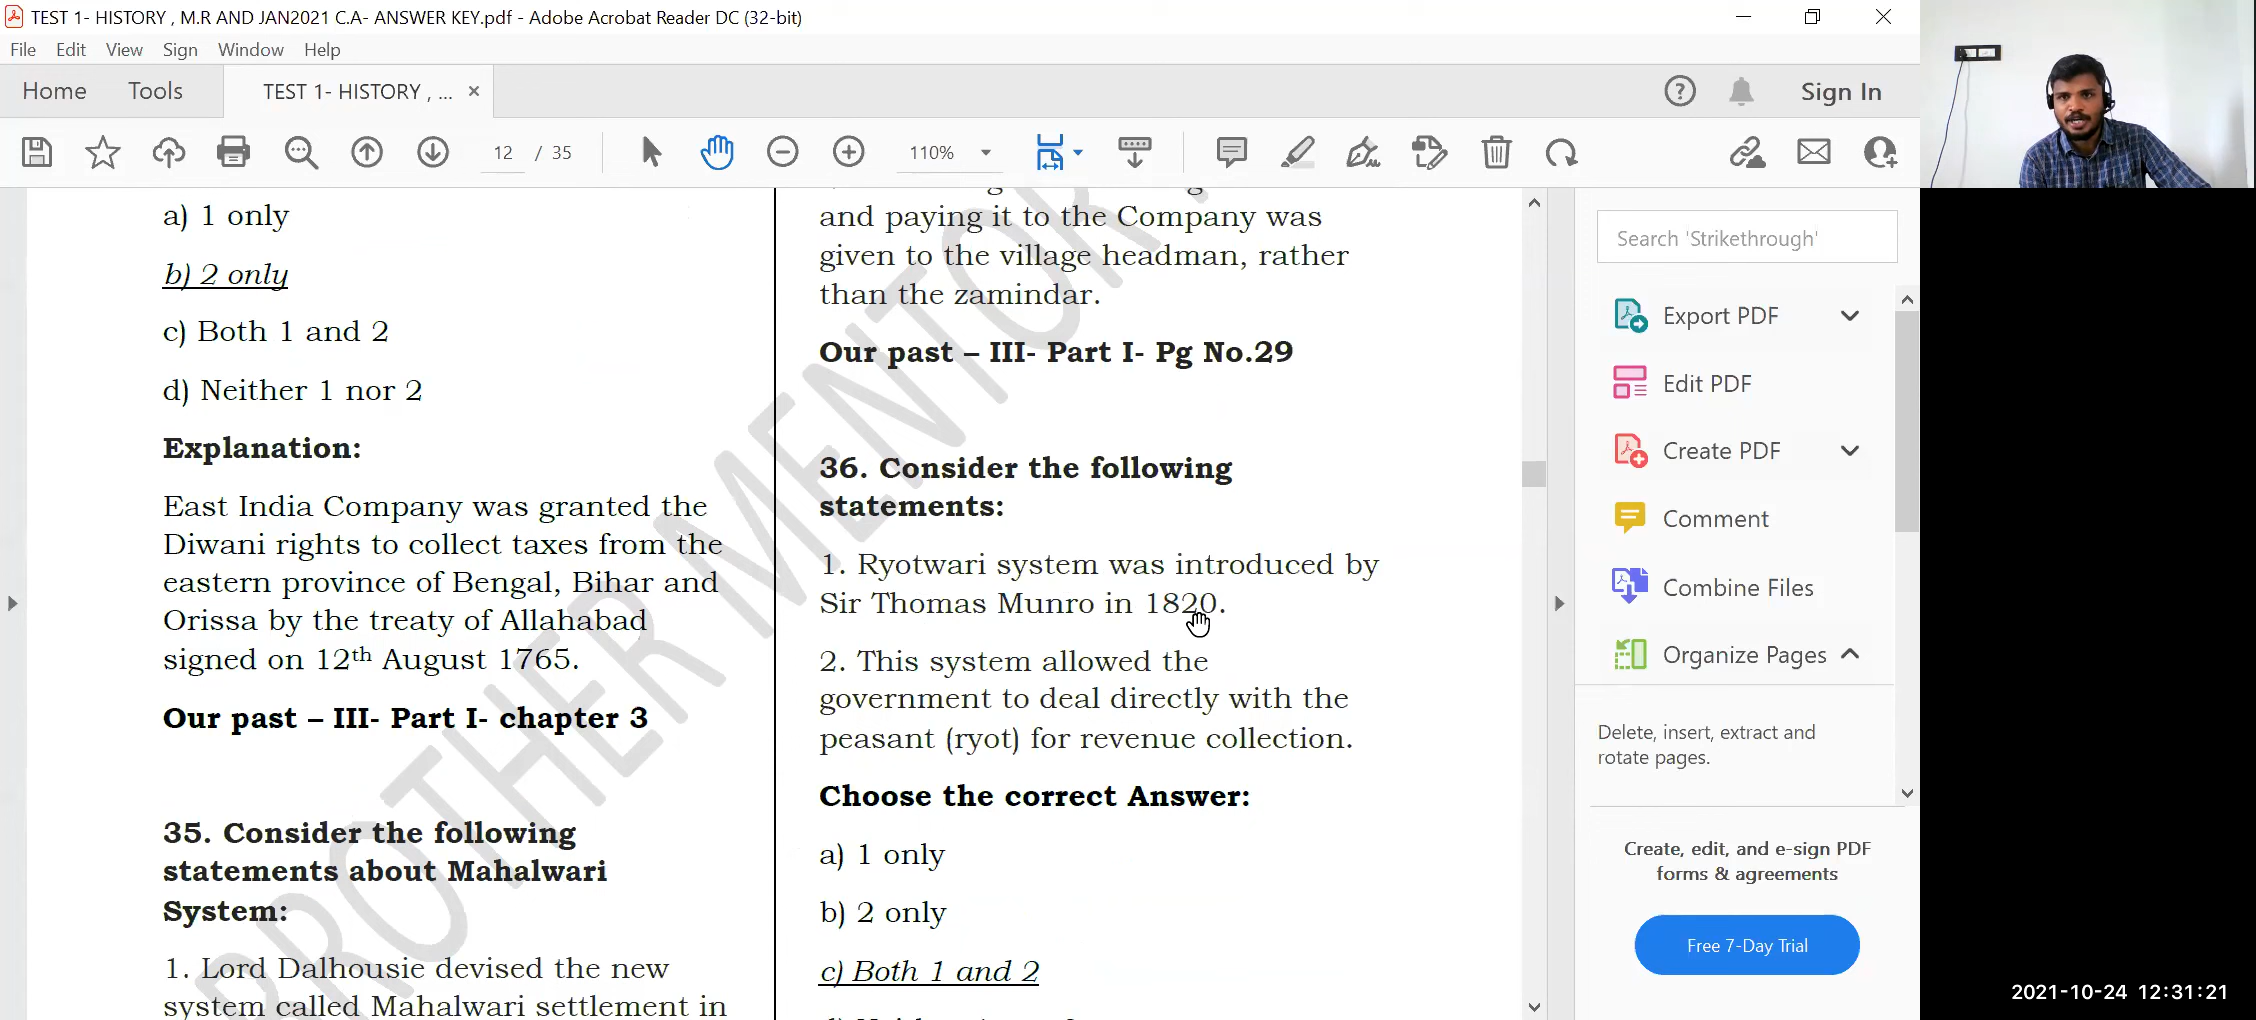 TEST 1- HISTORY , M.R AND JAN2021 C.A- ANSWER KEY.pdf - Adobe Acrobat Reader DC (32-bit)
File Edit View Sign Window Help
Home Tools TEST 1- HISTORY , ... ×
Sign In
12 / 35
110%
a) 1 only
b) 2 only
c) Both 1 and 2
d) Neither 1 nor 2
Explanation:
East India Company was granted the
Diwani rights to collect taxes from the
eastern province of Bengal, Bihar and
Orissa by the treaty of Allahabad
signed on 12th August 1765.
Our past – III- Part I- chapter 3
35. Consider the following
statements about Mahalwari
System:
1. Lord Dalhousie devised the new
system called Mahalwari settlement in
and paying it to the Company was
given to the village headman, rather
than the zamindar.
Our past – III- Part I- Pg No.29
36. Consider the following
statements:
1. Ryotwari system was introduced by
Sir Thomas Munro in 1820.
2. This system allowed the
government to deal directly with the
peasant (ryot) for revenue collection.
Choose the correct Answer:
a) 1 only
b) 2 only
c) Both 1 and 2
BROTHER MENTOR
Search 'Strikethrough'
Export PDF
Edit PDF
Create PDF
Comment
Combine Files
Organize Pages
Delete, insert, extract and
rotate pages.
Create, edit, and e-sign PDF
forms & agreements
Free 7-Day Trial
2021-10-24 12:31:21